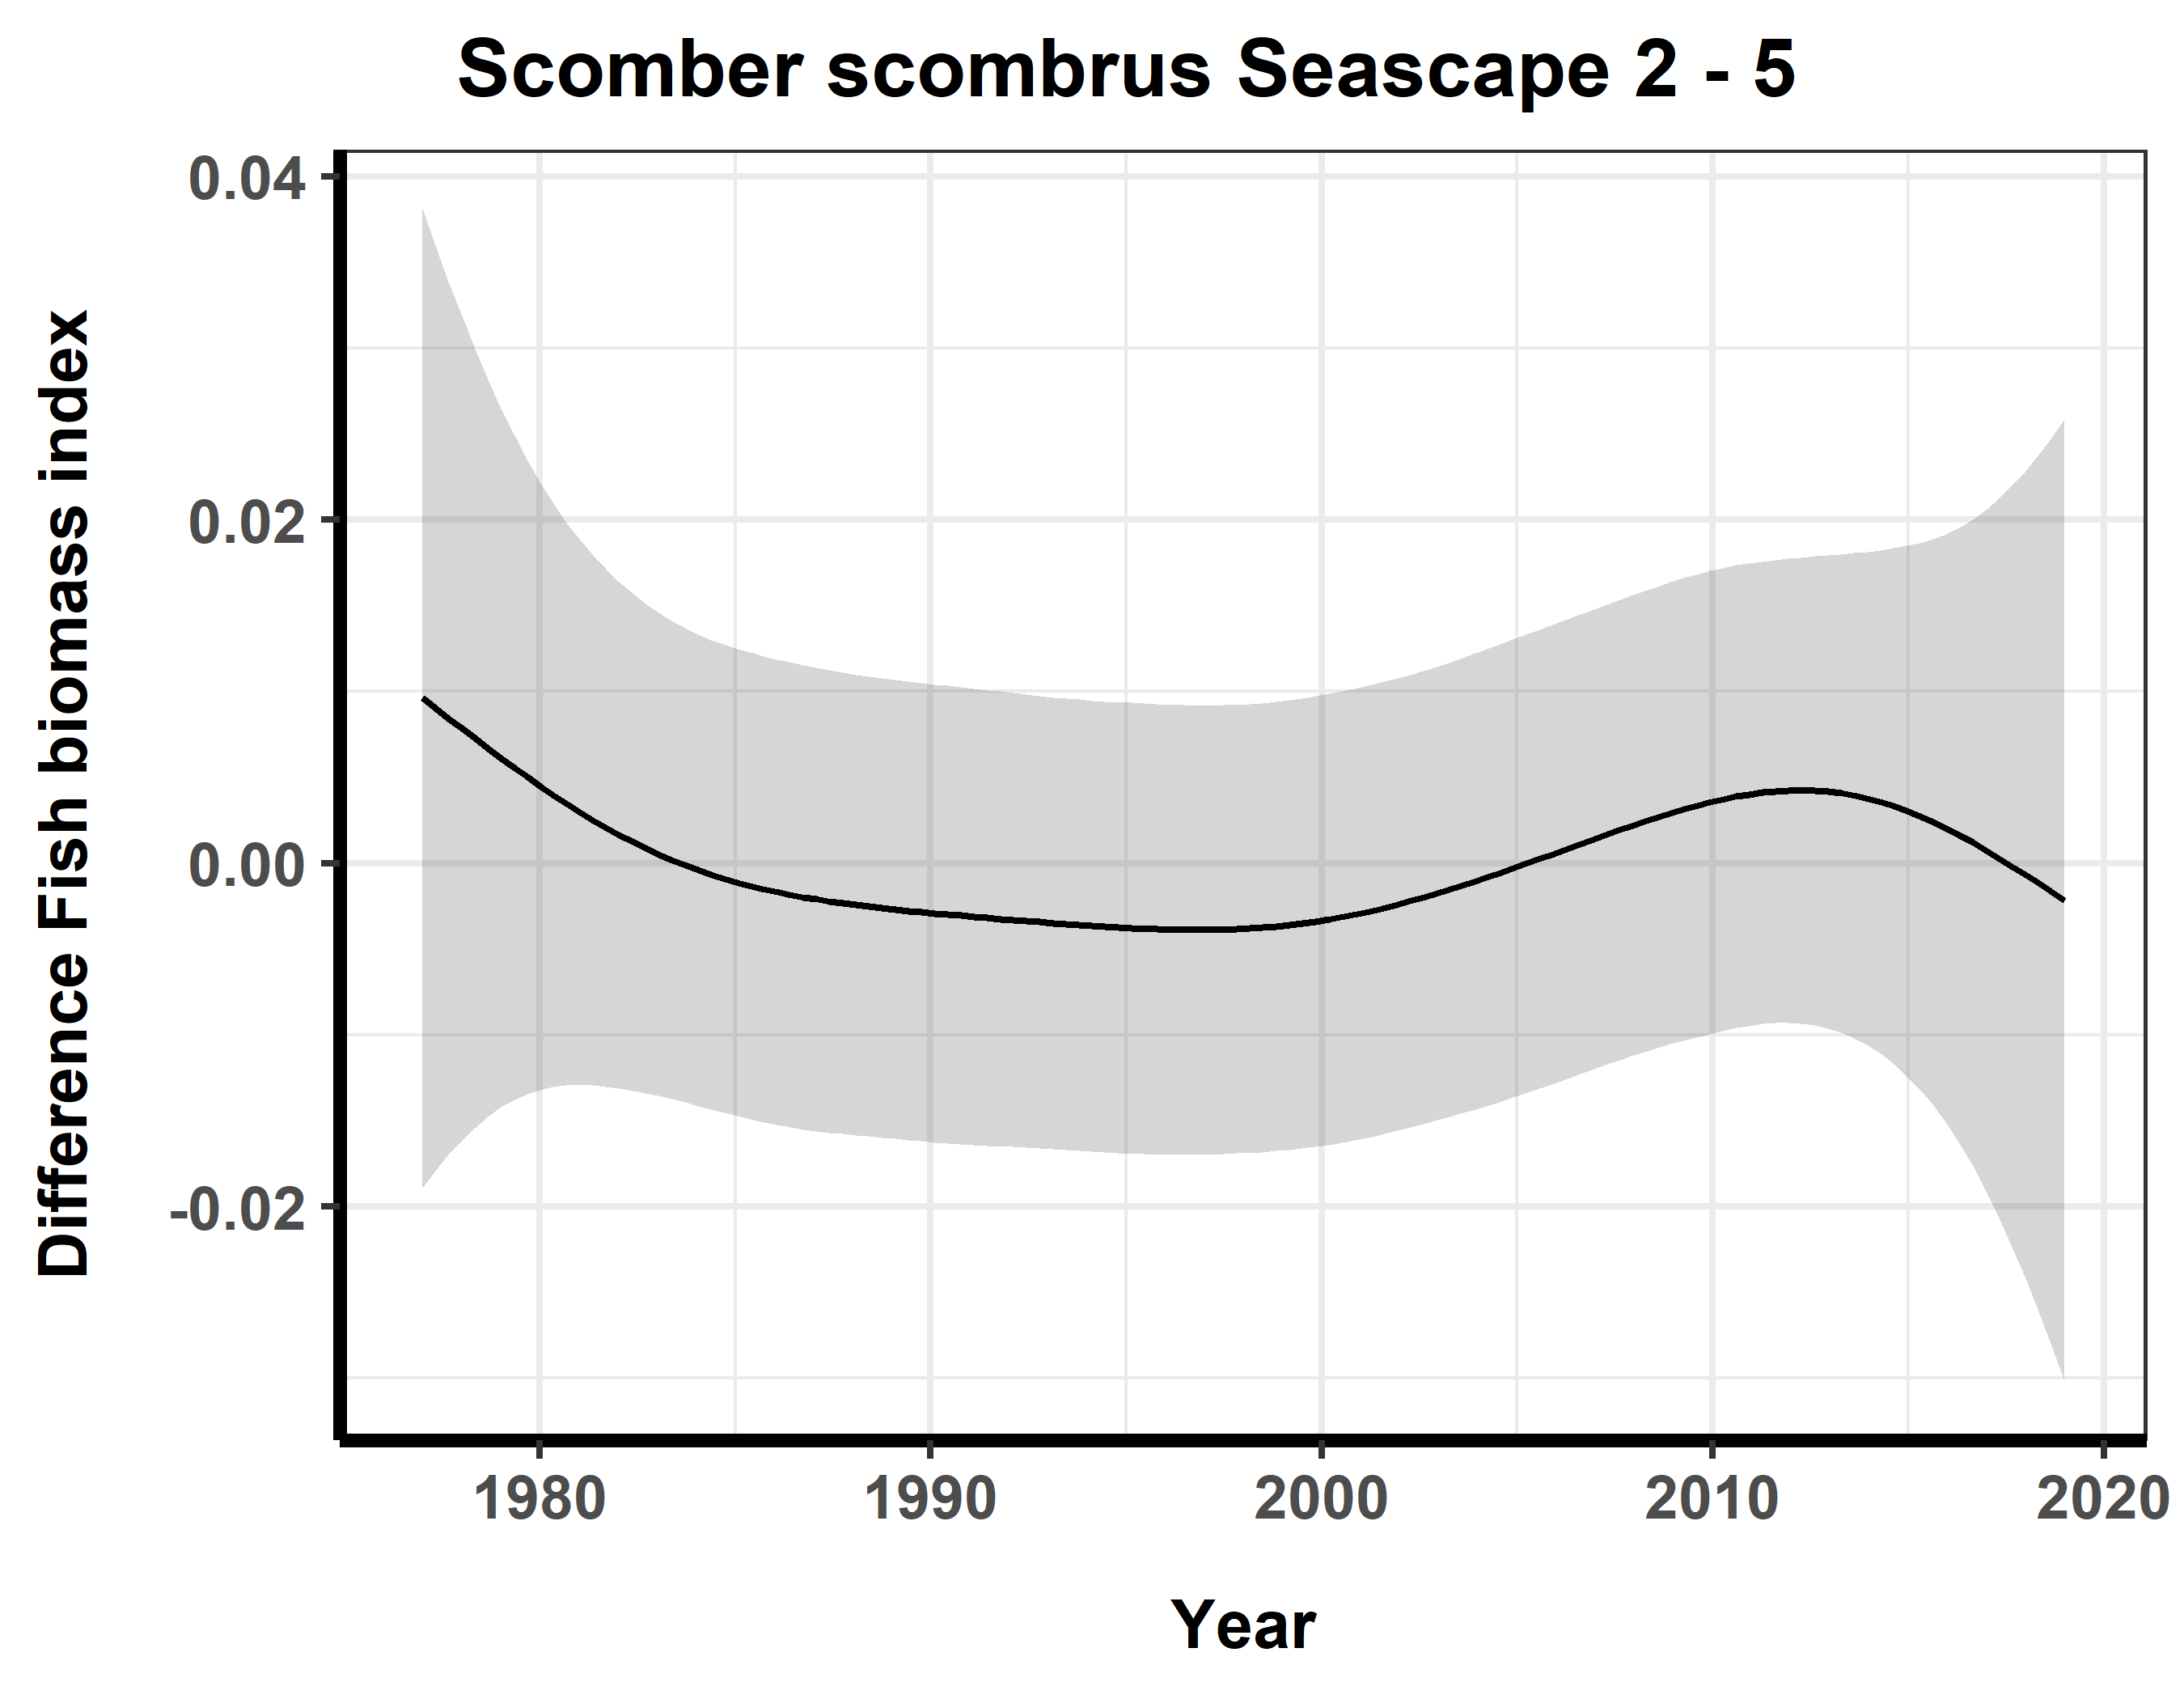 Scomber scombrus Seascape 2 - 5
Difference Fish biomass index
0.04
0.02
0.00
-0.02
1980 1990 2000 2010 2020
Year